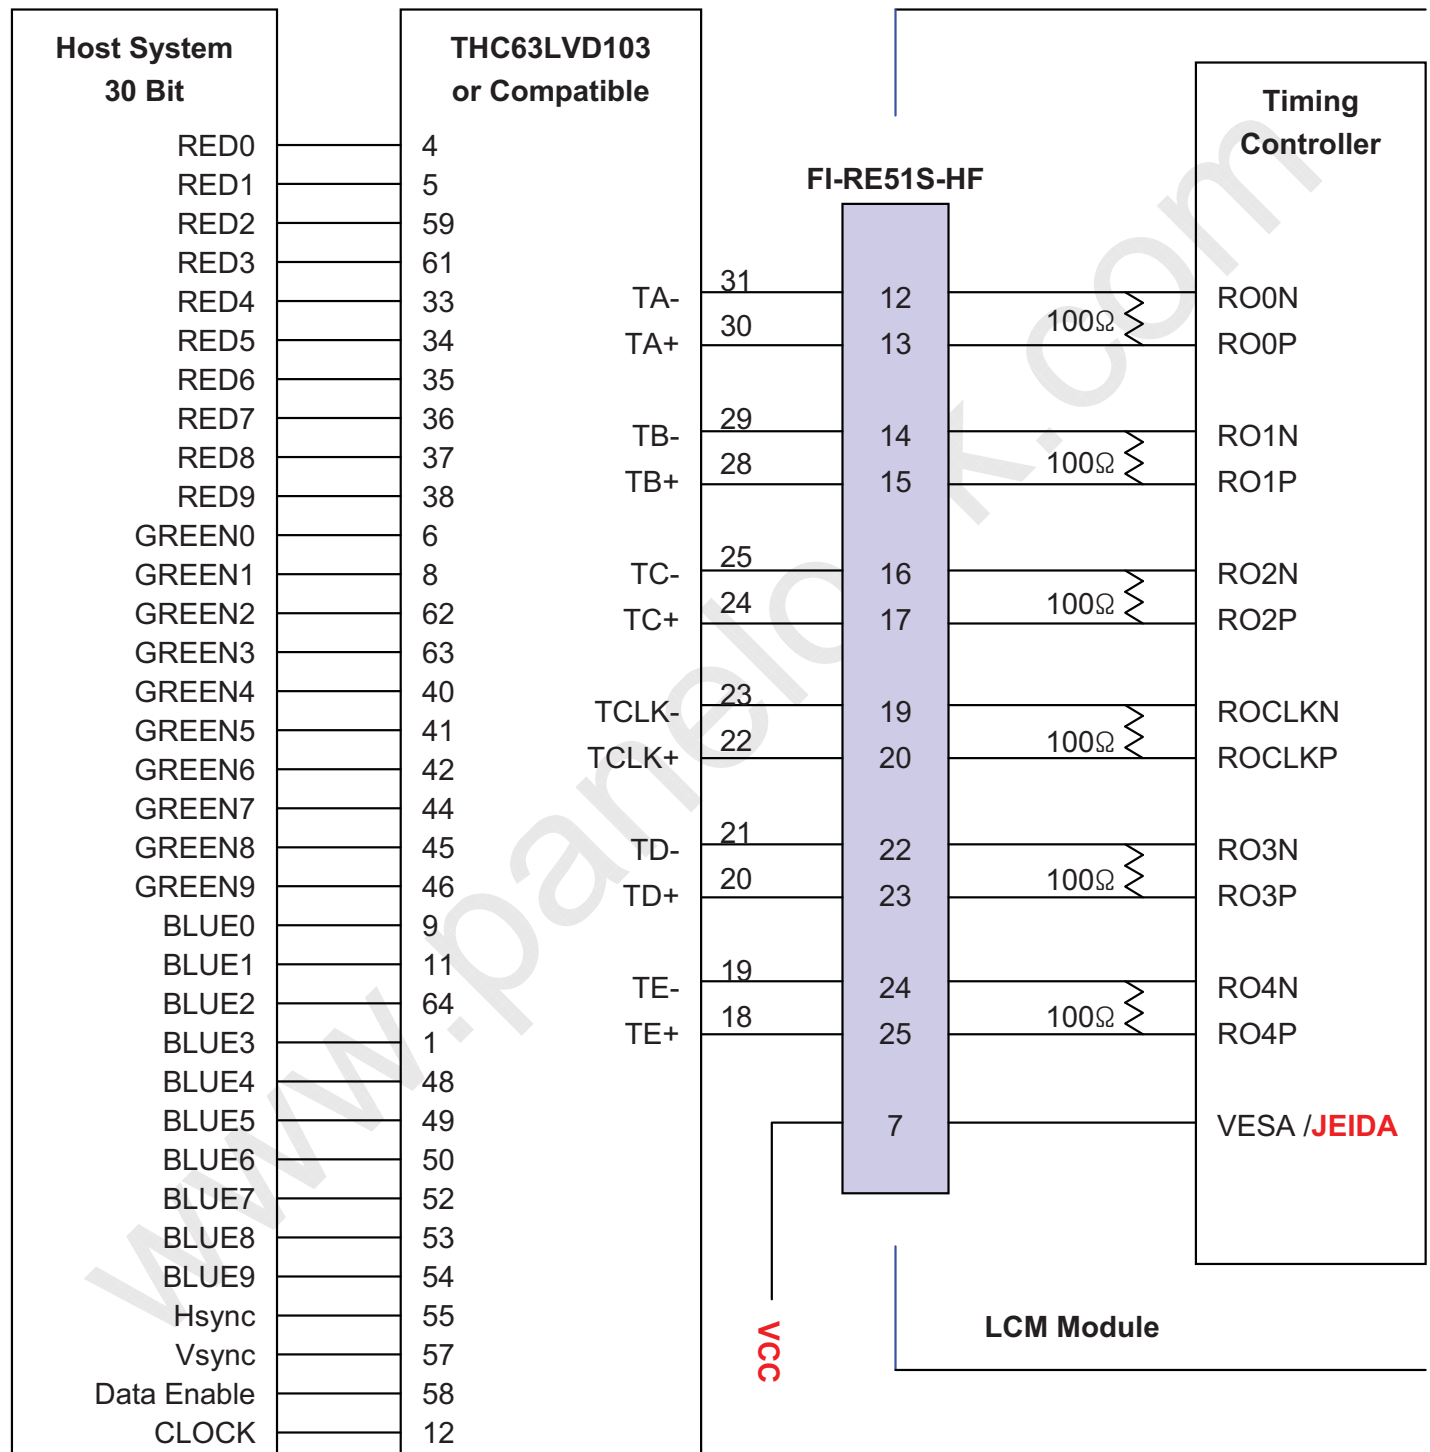 Host System
30 Bit
RED0
RED1
RED2
RED3
RED4
RED5
RED6
RED7
RED8
RED9
GREEN0
GREEN1
GREEN2
GREEN3
GREEN4
GREEN5
GREEN6
GREEN7
GREEN8
GREEN9
BLUE0
BLUE1
BLUE2
BLUE3
BLUE4
BLUE5
BLUE6
BLUE7
BLUE8
BLUE9
Hsync
Vsync
Data Enable
CLOCK
THC63LVD103
or Compatible
4
5
59
61
33
34
35
36
37
38
6
8
62
63
40
41
42
44
45
46
9
11
64
1
48
49
50
52
53
54
55
57
58
12
TA-
TA+
TB-
TB+
TC-
TC+
TCLK-
TCLK+
TD-
TD+
TE-
TE+
31
30
29
28
25
24
23
22
21
20
19
18
VCC
FI-RE51S-HF
12
13
14
15
16
17
19
20
22
23
24
25
7
100Ω
100Ω
100Ω
100Ω
100Ω
100Ω
LCM Module
Timing
Controller
RO0N
RO0P
RO1N
RO1P
RO2N
RO2P
ROCLKN
ROCLKP
RO3N
RO3P
RO4N
RO4P
VESA /JEIDA